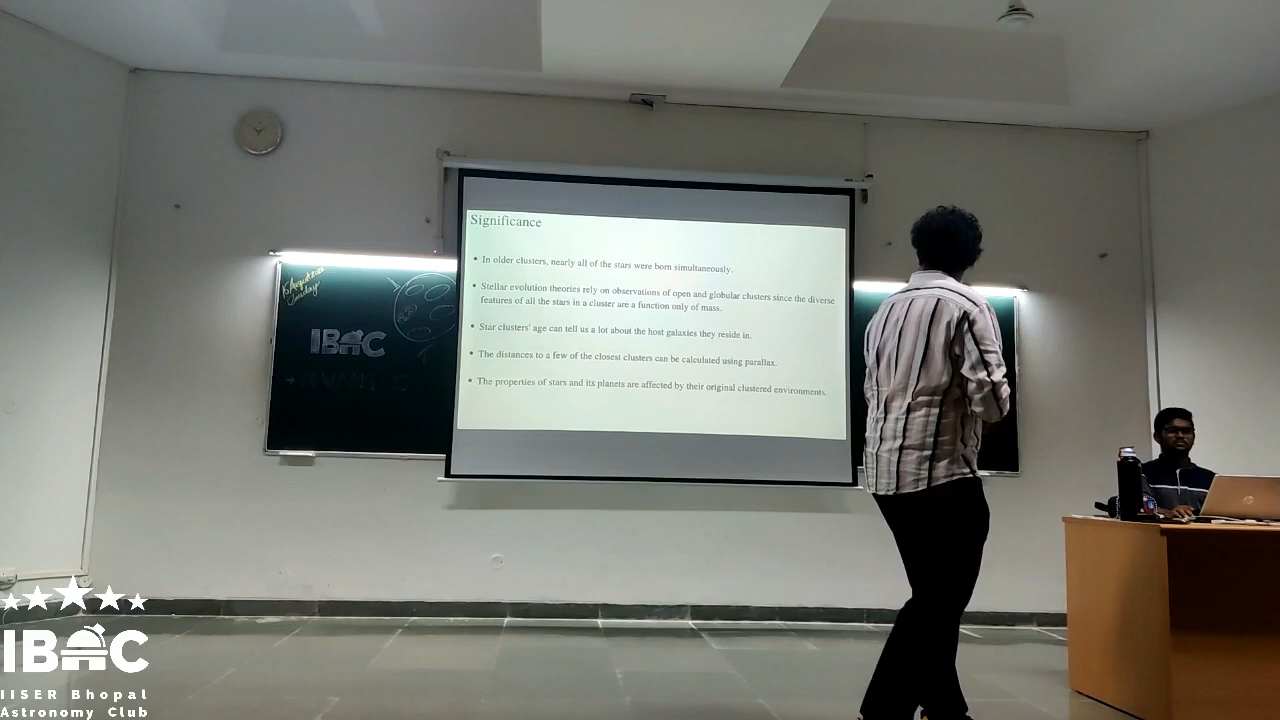 Significance
• In older clusters, nearly all of the stars were born simultaneously.
• Stellar evolution theories rely on observations of open and globular clusters since the diverse
features of all the stars in a cluster are a function only of mass.
• Star clusters' age can tell us a lot about the host galaxies they reside in.
• The distances to a few of the closest clusters can be calculated using parallax.
• The properties of stars and its planets are affected by their original clustered environments.
IBAC
IBAC
IISER Bhopal
Astronomy Club